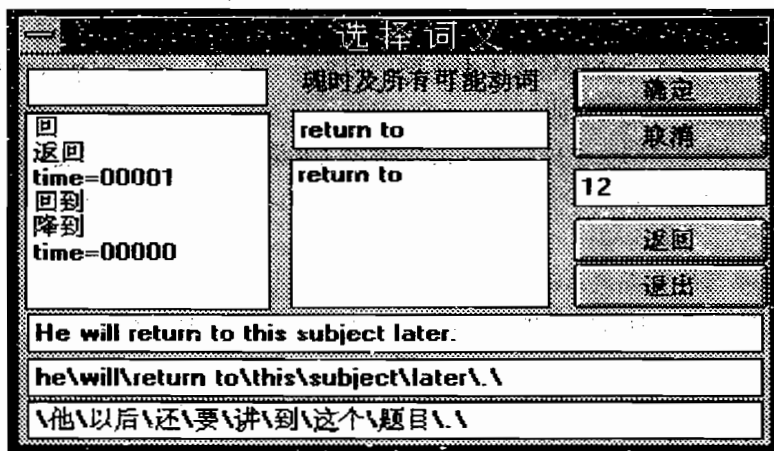 选择词义
现时及所有可能动词
确定
回
返回
time=00001
回到
降到
time=00000
return to
return to
取消
12
返回
退出
He will return to this subject later.
he\will\return to\this\subject\later\.\
\他\以后\还\要\讲\到\这个\题目\.\